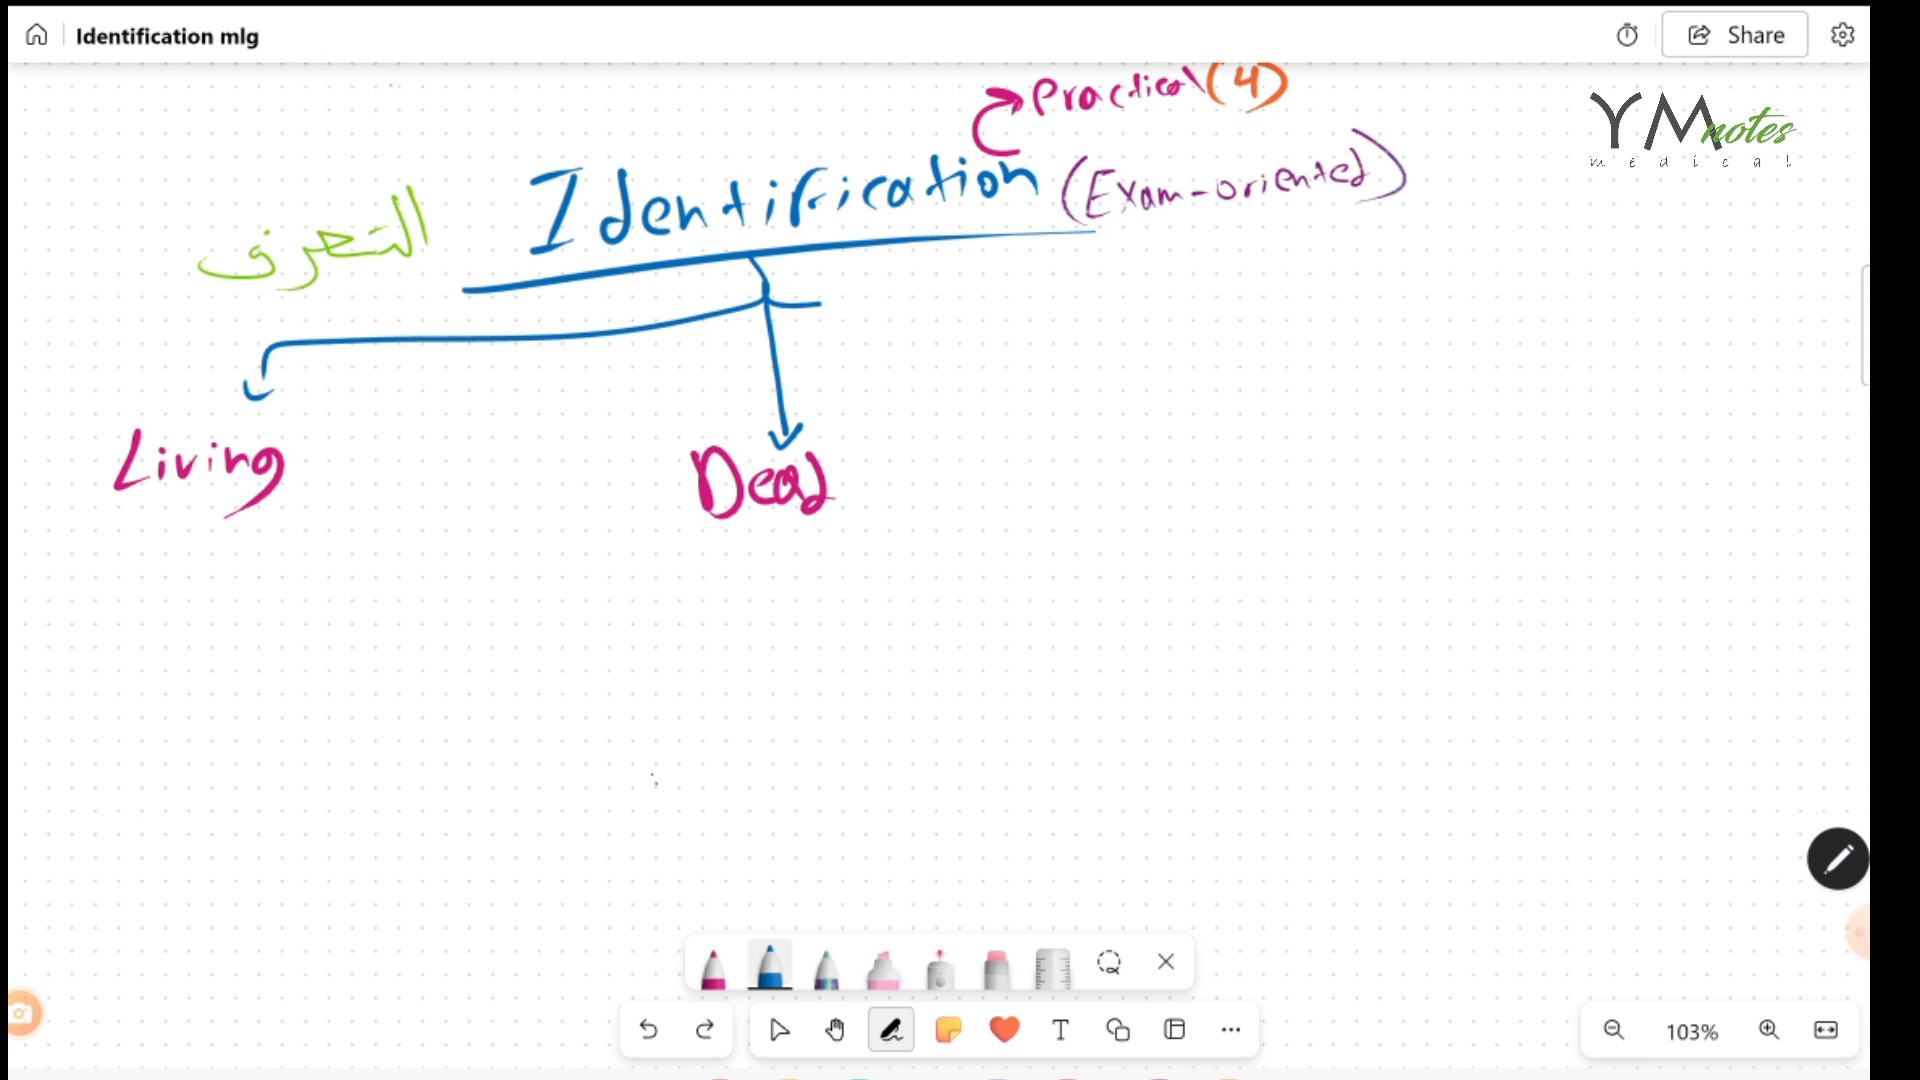 Identification mlg
Share
Practical (4)
YM notes
medical
Identification (Exam-oriented)
التعرف
Living
Dead
T
103%